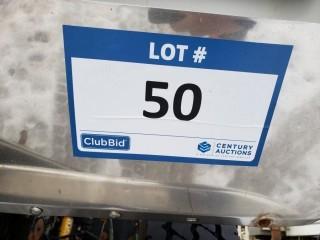 LOT #
50
ClubBid
CENTURY
AUCTIONS